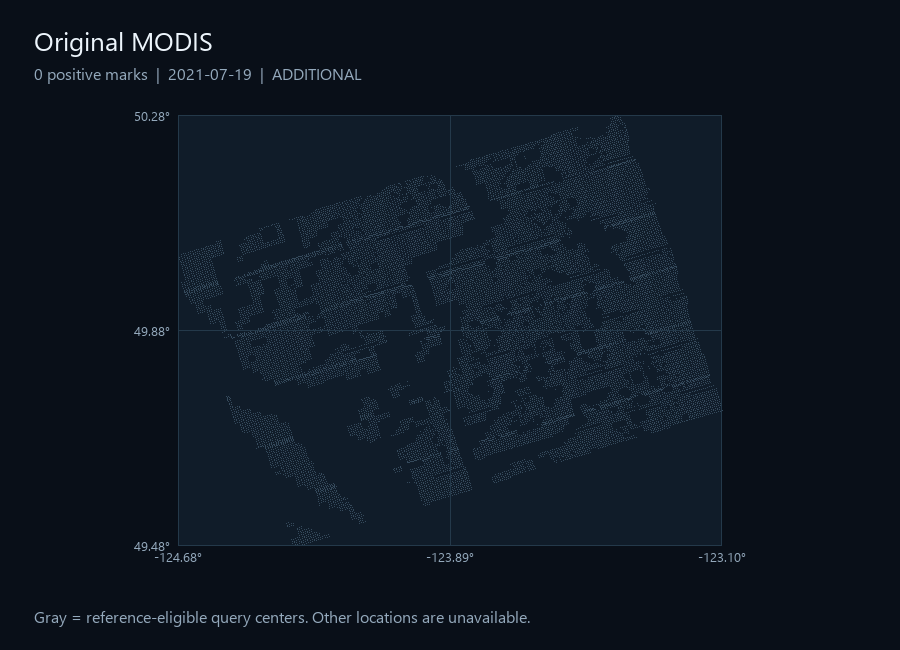 Original MODIS
0 positive marks | 2021-07-19 | ADDITIONAL
50.28°
49.88°
49.48°
-124.68°
-123.89°
-123.10°
Gray = reference-eligible query centers. Other locations are unavailable.